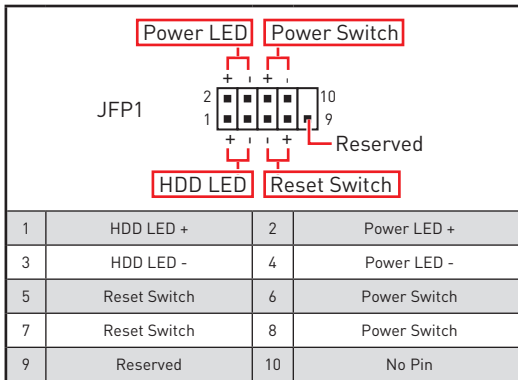 Power LED Power Switch
+ - + -
2 10
JFP1
1 9
+ - - +
Reserved
HDD LED Reset Switch
1 HDD LED + 2 Power LED +
3 HDD LED - 4 Power LED -
5 Reset Switch 6 Power Switch
7 Reset Switch 8 Power Switch
9 Reserved 10 No Pin